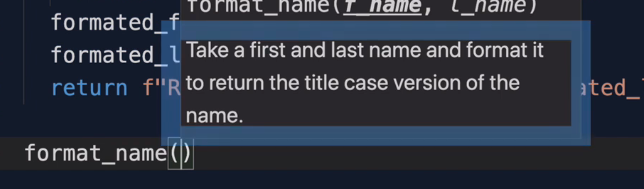 format_name(f_name, l_name)
formated_f
Take a first and last name and format it
formated_l
to return the title case version of the
return f"R
ated_l
name.
format_name()